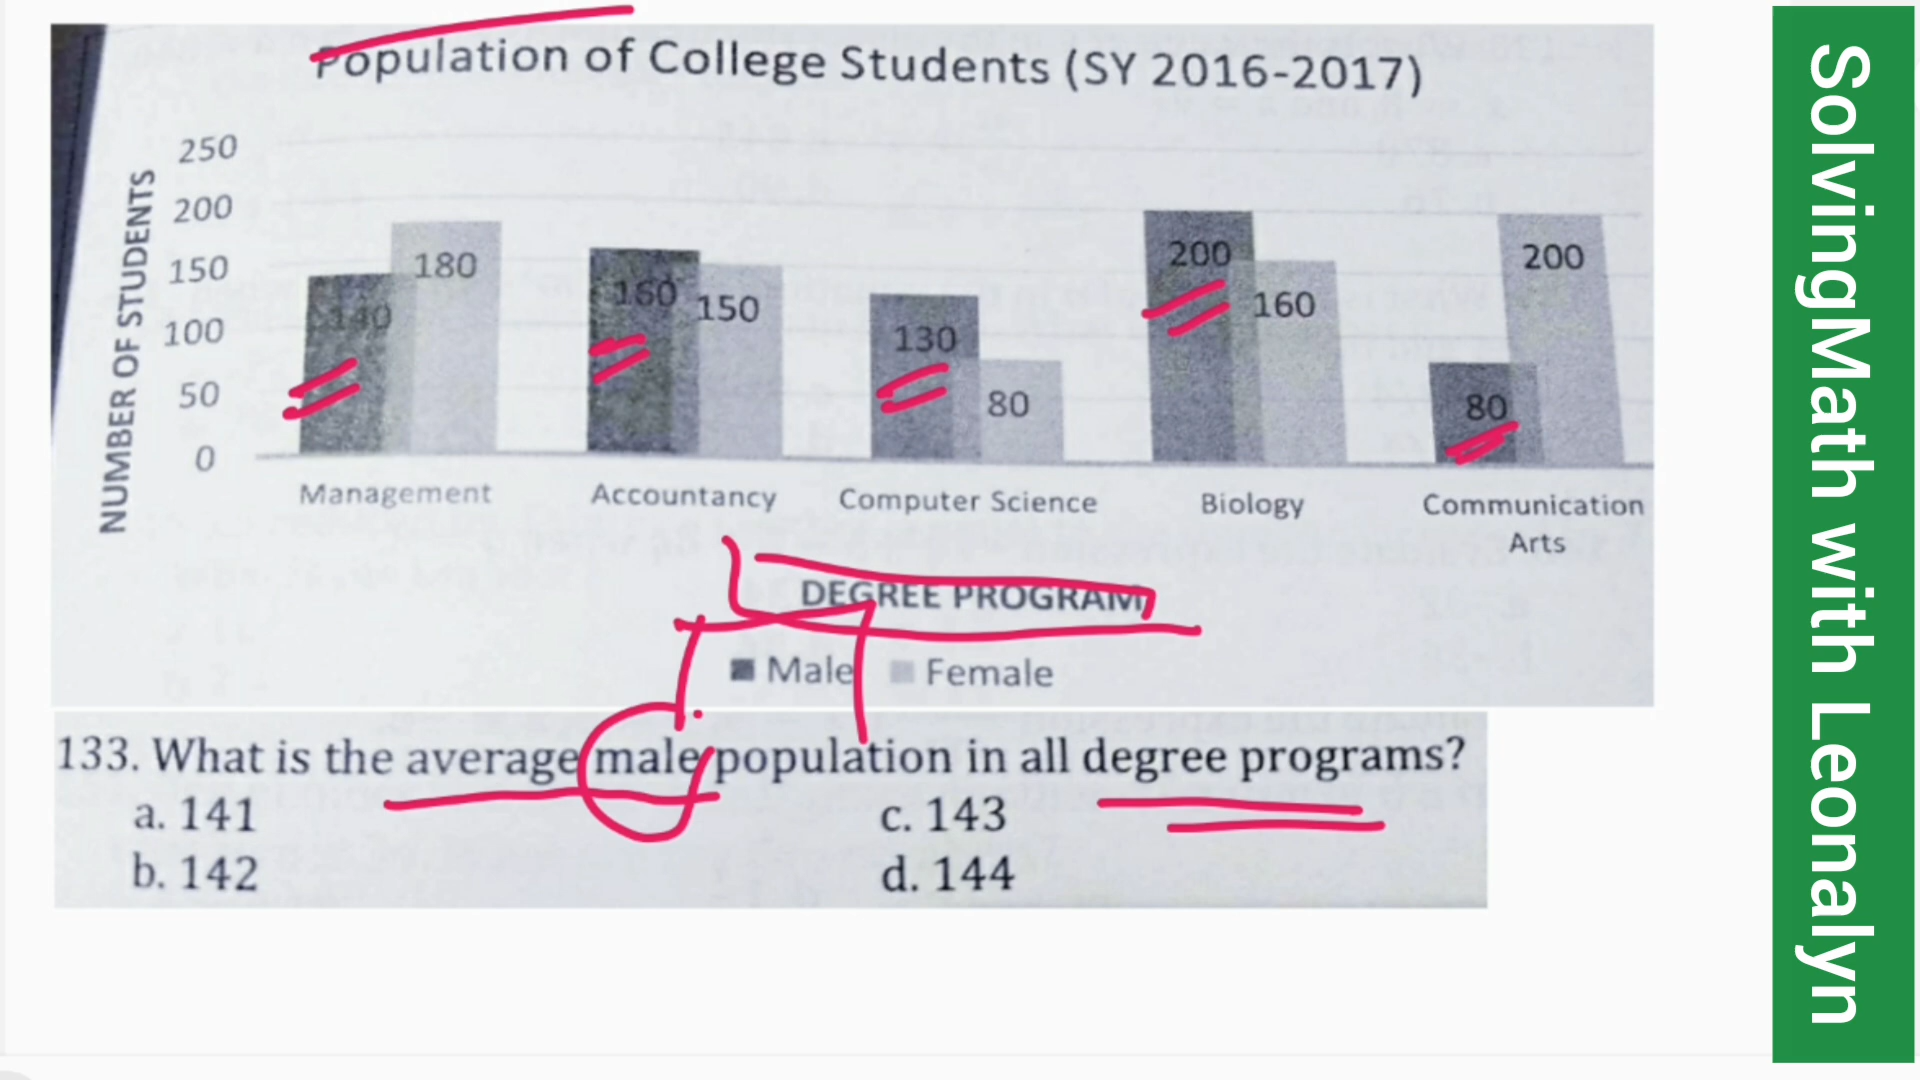 Population of College Students (SY 2016-2017)
NUMBER OF STUDENTS
250
200
150
100
50
0
140
180
160
150
130
80
200
160
80
200
Management
Accountancy
Computer Science
Biology
Communication
Arts
DEGREE PROGRAM
Male
Female
133. What is the average male population in all degree programs?
a. 141
c. 143
b. 142
d. 144
SolvingMath with Leonalyn